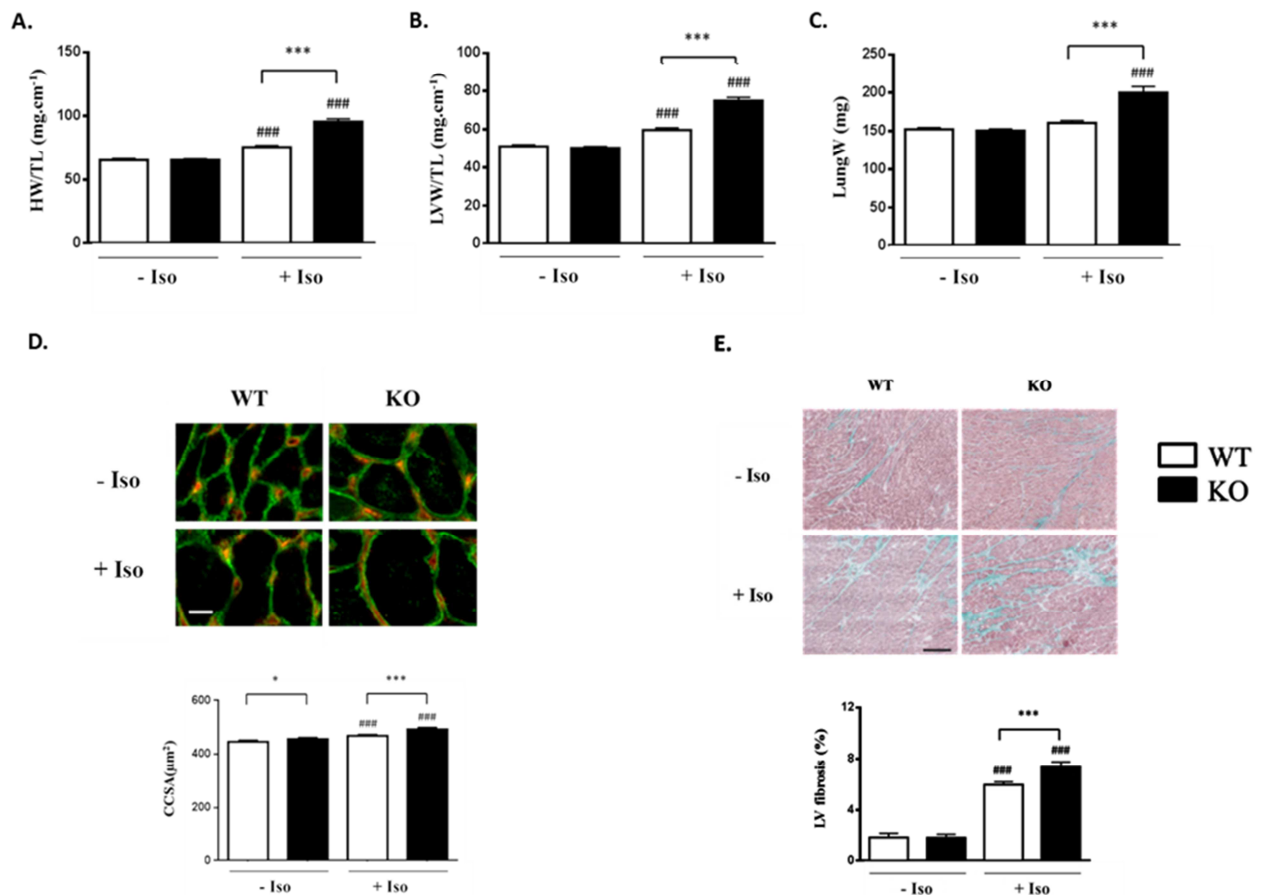 A.
HW/TL (mg.cm-1)
150
100
50
0
***
###
###
- Iso
+ Iso
B.
LVW/TL (mg.cm-1)
100
80
60
40
20
0
***
###
###
- Iso
+ Iso
C.
LungW (mg)
250
200
150
100
50
0
***
###
- Iso
+ Iso
D.
WT
KO
- Iso
+ Iso
CCSA(µm²)
600
400
200
0
*
***
###
###
- Iso
+ Iso
E.
WT
KO
- Iso
+ Iso
WT
KO
LV fibrosis (%)
12
8
4
0
***
###
###
- Iso
+ Iso